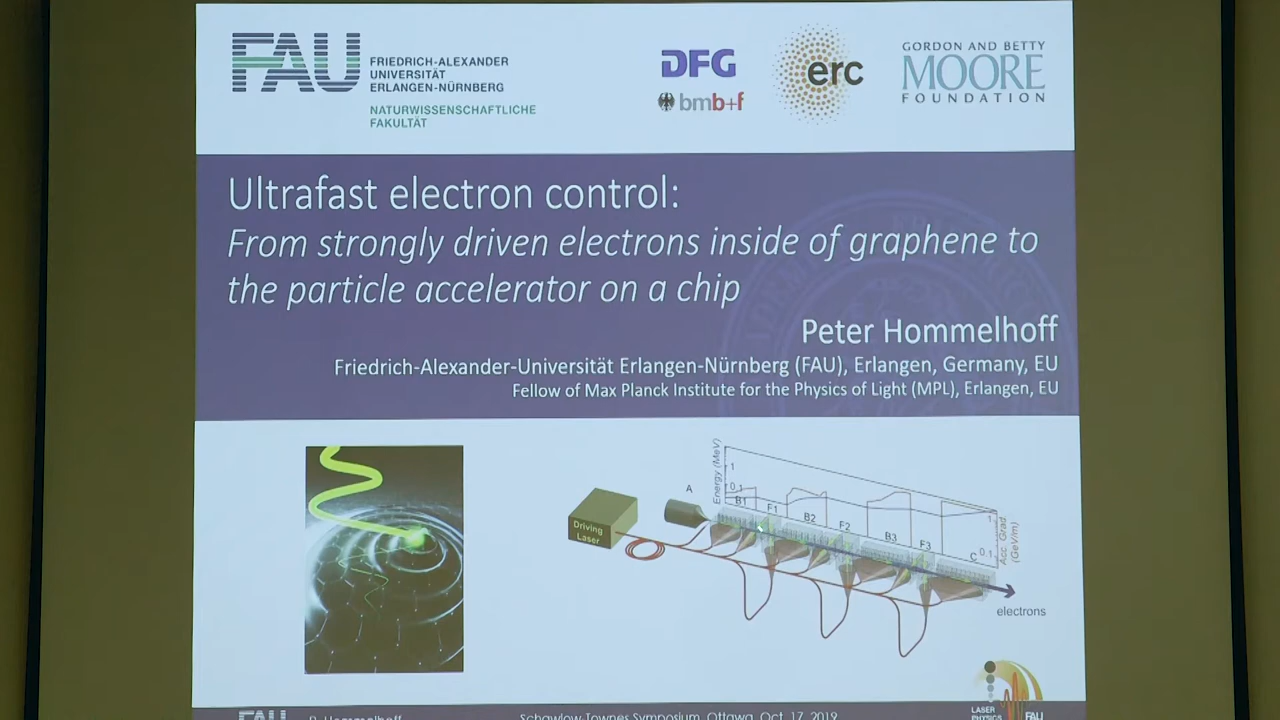 FAU
FRIEDRICH-ALEXANDER
UNIVERSITÄT
ERLANGEN-NÜRNBERG
NATURWISSENSCHAFTLICHE
FAKULTÄT
DFG
bmb+f
erc
GORDON AND BETTY
MOORE
FOUNDATION
Ultrafast electron control:
From strongly driven electrons inside of graphene to
the particle accelerator on a chip
Peter Hommelhoff
Friedrich-Alexander-Universität Erlangen-Nürnberg (FAU), Erlangen, Germany, EU
Fellow of Max Planck Institute for the Physics of Light (MPL), Erlangen, EU
Driving
Laser
A
Energy (MeV)
1
0.1
B1
F1
B2
F2
B3
F3
C
1
0.1
Acc. Grad
(GeV/m)
electrons
LASER
PHYSICS
FAU
FAU
P. Hommelhoff
Schawlow-Townes Symposium, Ottawa, Oct. 17, 2019